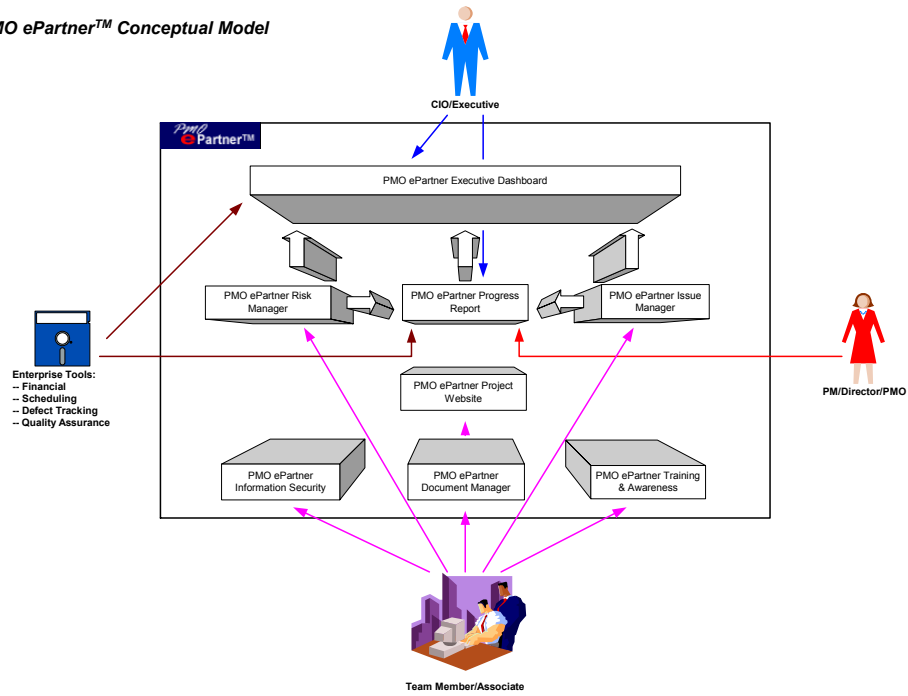 MO ePartnerTM Conceptual Model
CIO/Executive
PMO
ePartnerTM
PMO ePartner Executive Dashboard
PMO ePartner Risk
Manager
PMO ePartner Progress
Report
PMO ePartner Issue
Manager
Enterprise Tools:
-- Financial
-- Scheduling
-- Defect Tracking
-- Quality Assurance
PM/Director/PMO
PMO ePartner Project
Website
PMO ePartner
Information Security
PMO ePartner
Document Manager
PMO ePartner Training
& Awareness
Team Member/Associate